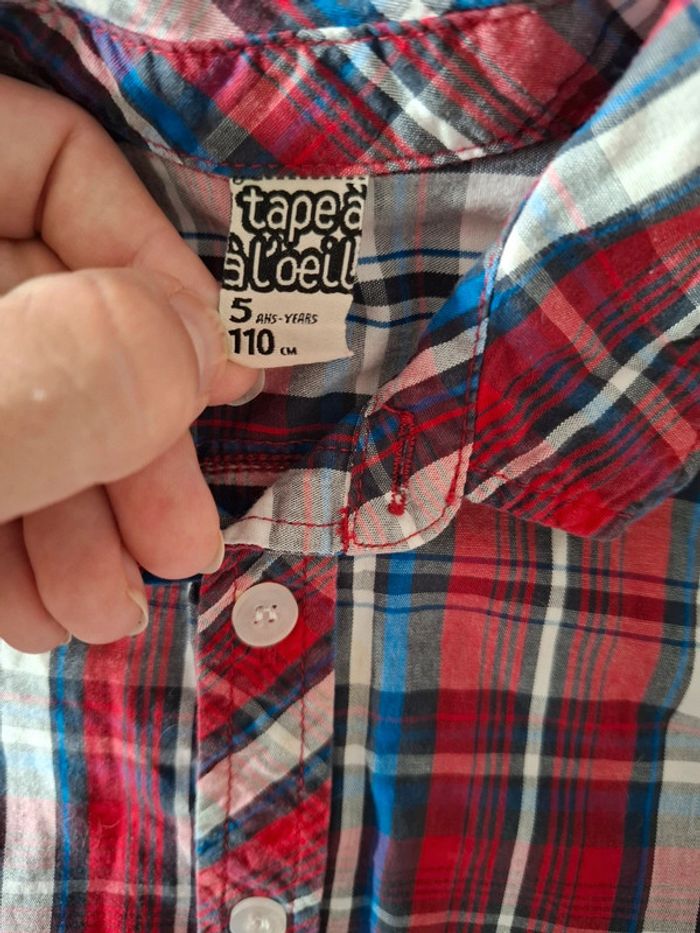 tape à
à l'oeil
5 ANS-YEARS
110 CM